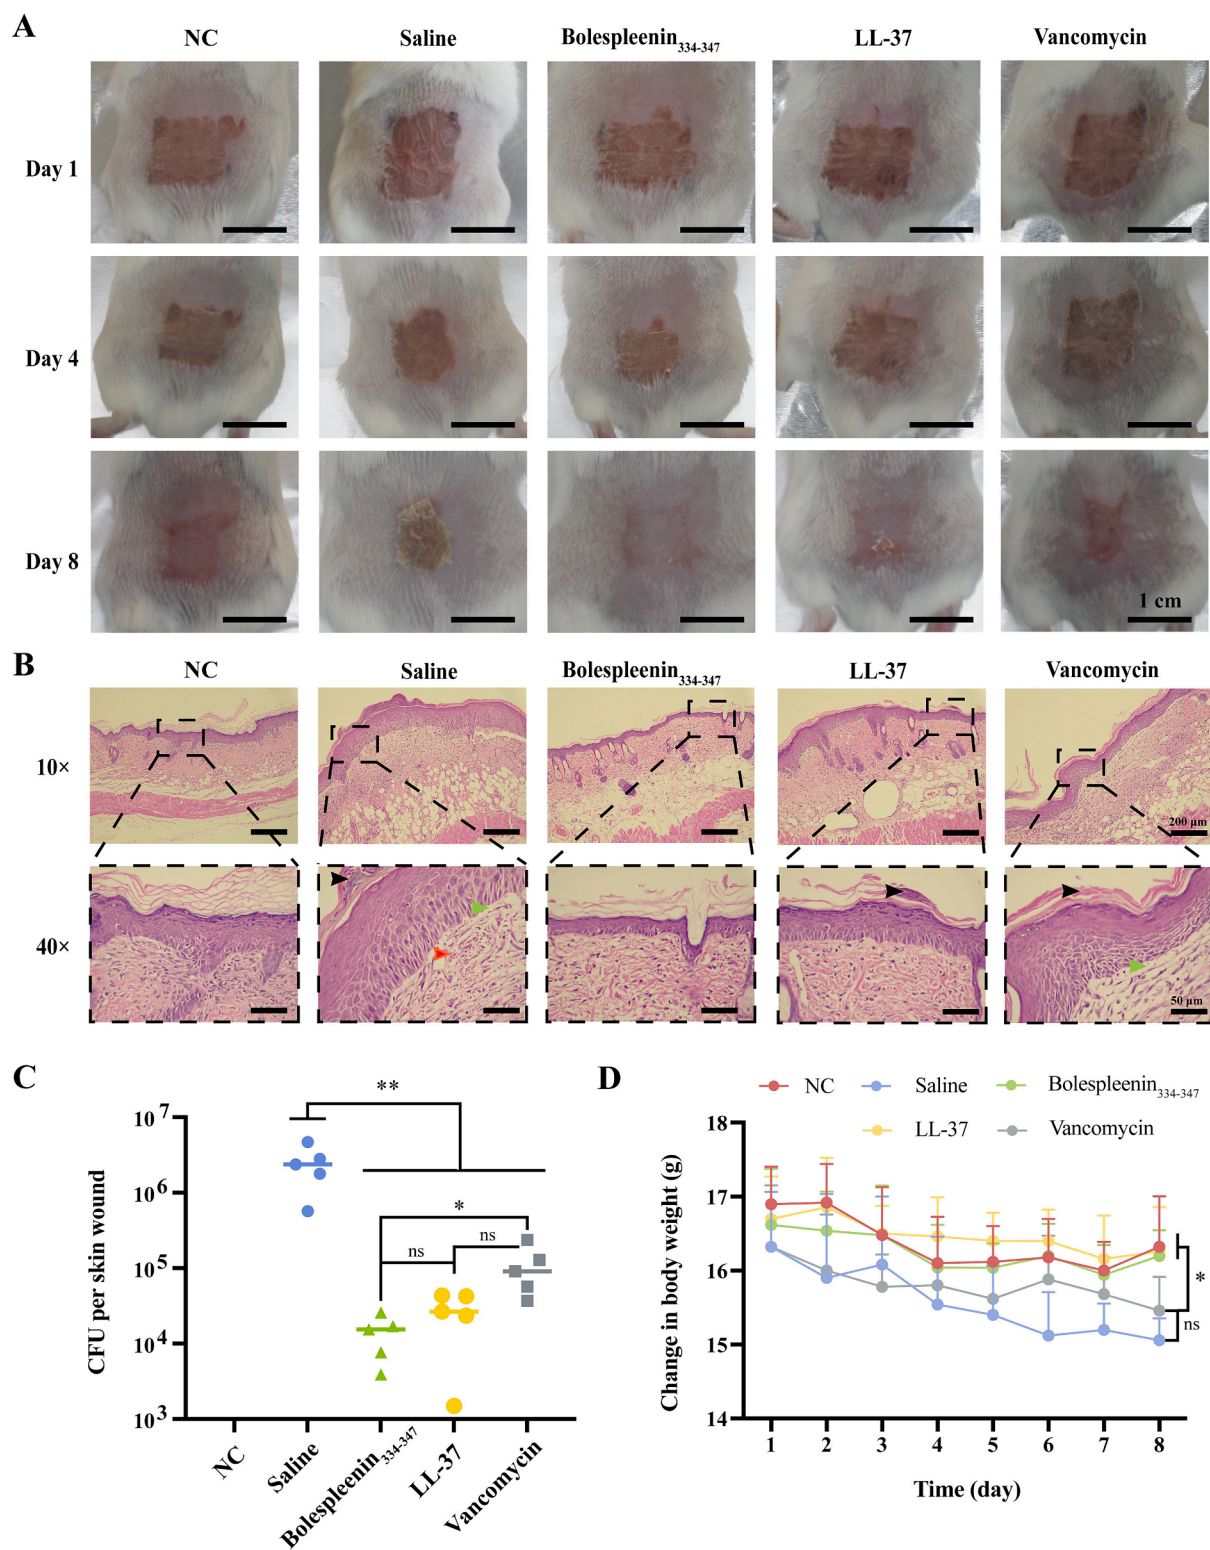 A
NC Saline Bolespleenin334-347 LL-37 Vancomycin
Day 1
Day 4
Day 8
1 cm
B
NC Saline Bolespleenin334-347 LL-37 Vancomycin
10×
200 μm
40×
50 μm
C
CFU per skin wound
10^7
10^6
10^5
10^4
10^3
**
*
ns
ns
NC Saline Bolespleenin334-347 LL-37 Vancomycin
D
NC Saline Bolespleenin334-347
LL-37 Vancomycin
Change in body weight (g)
18
17
16
15
14
*
ns
1 2 3 4 5 6 7 8
Time (day)